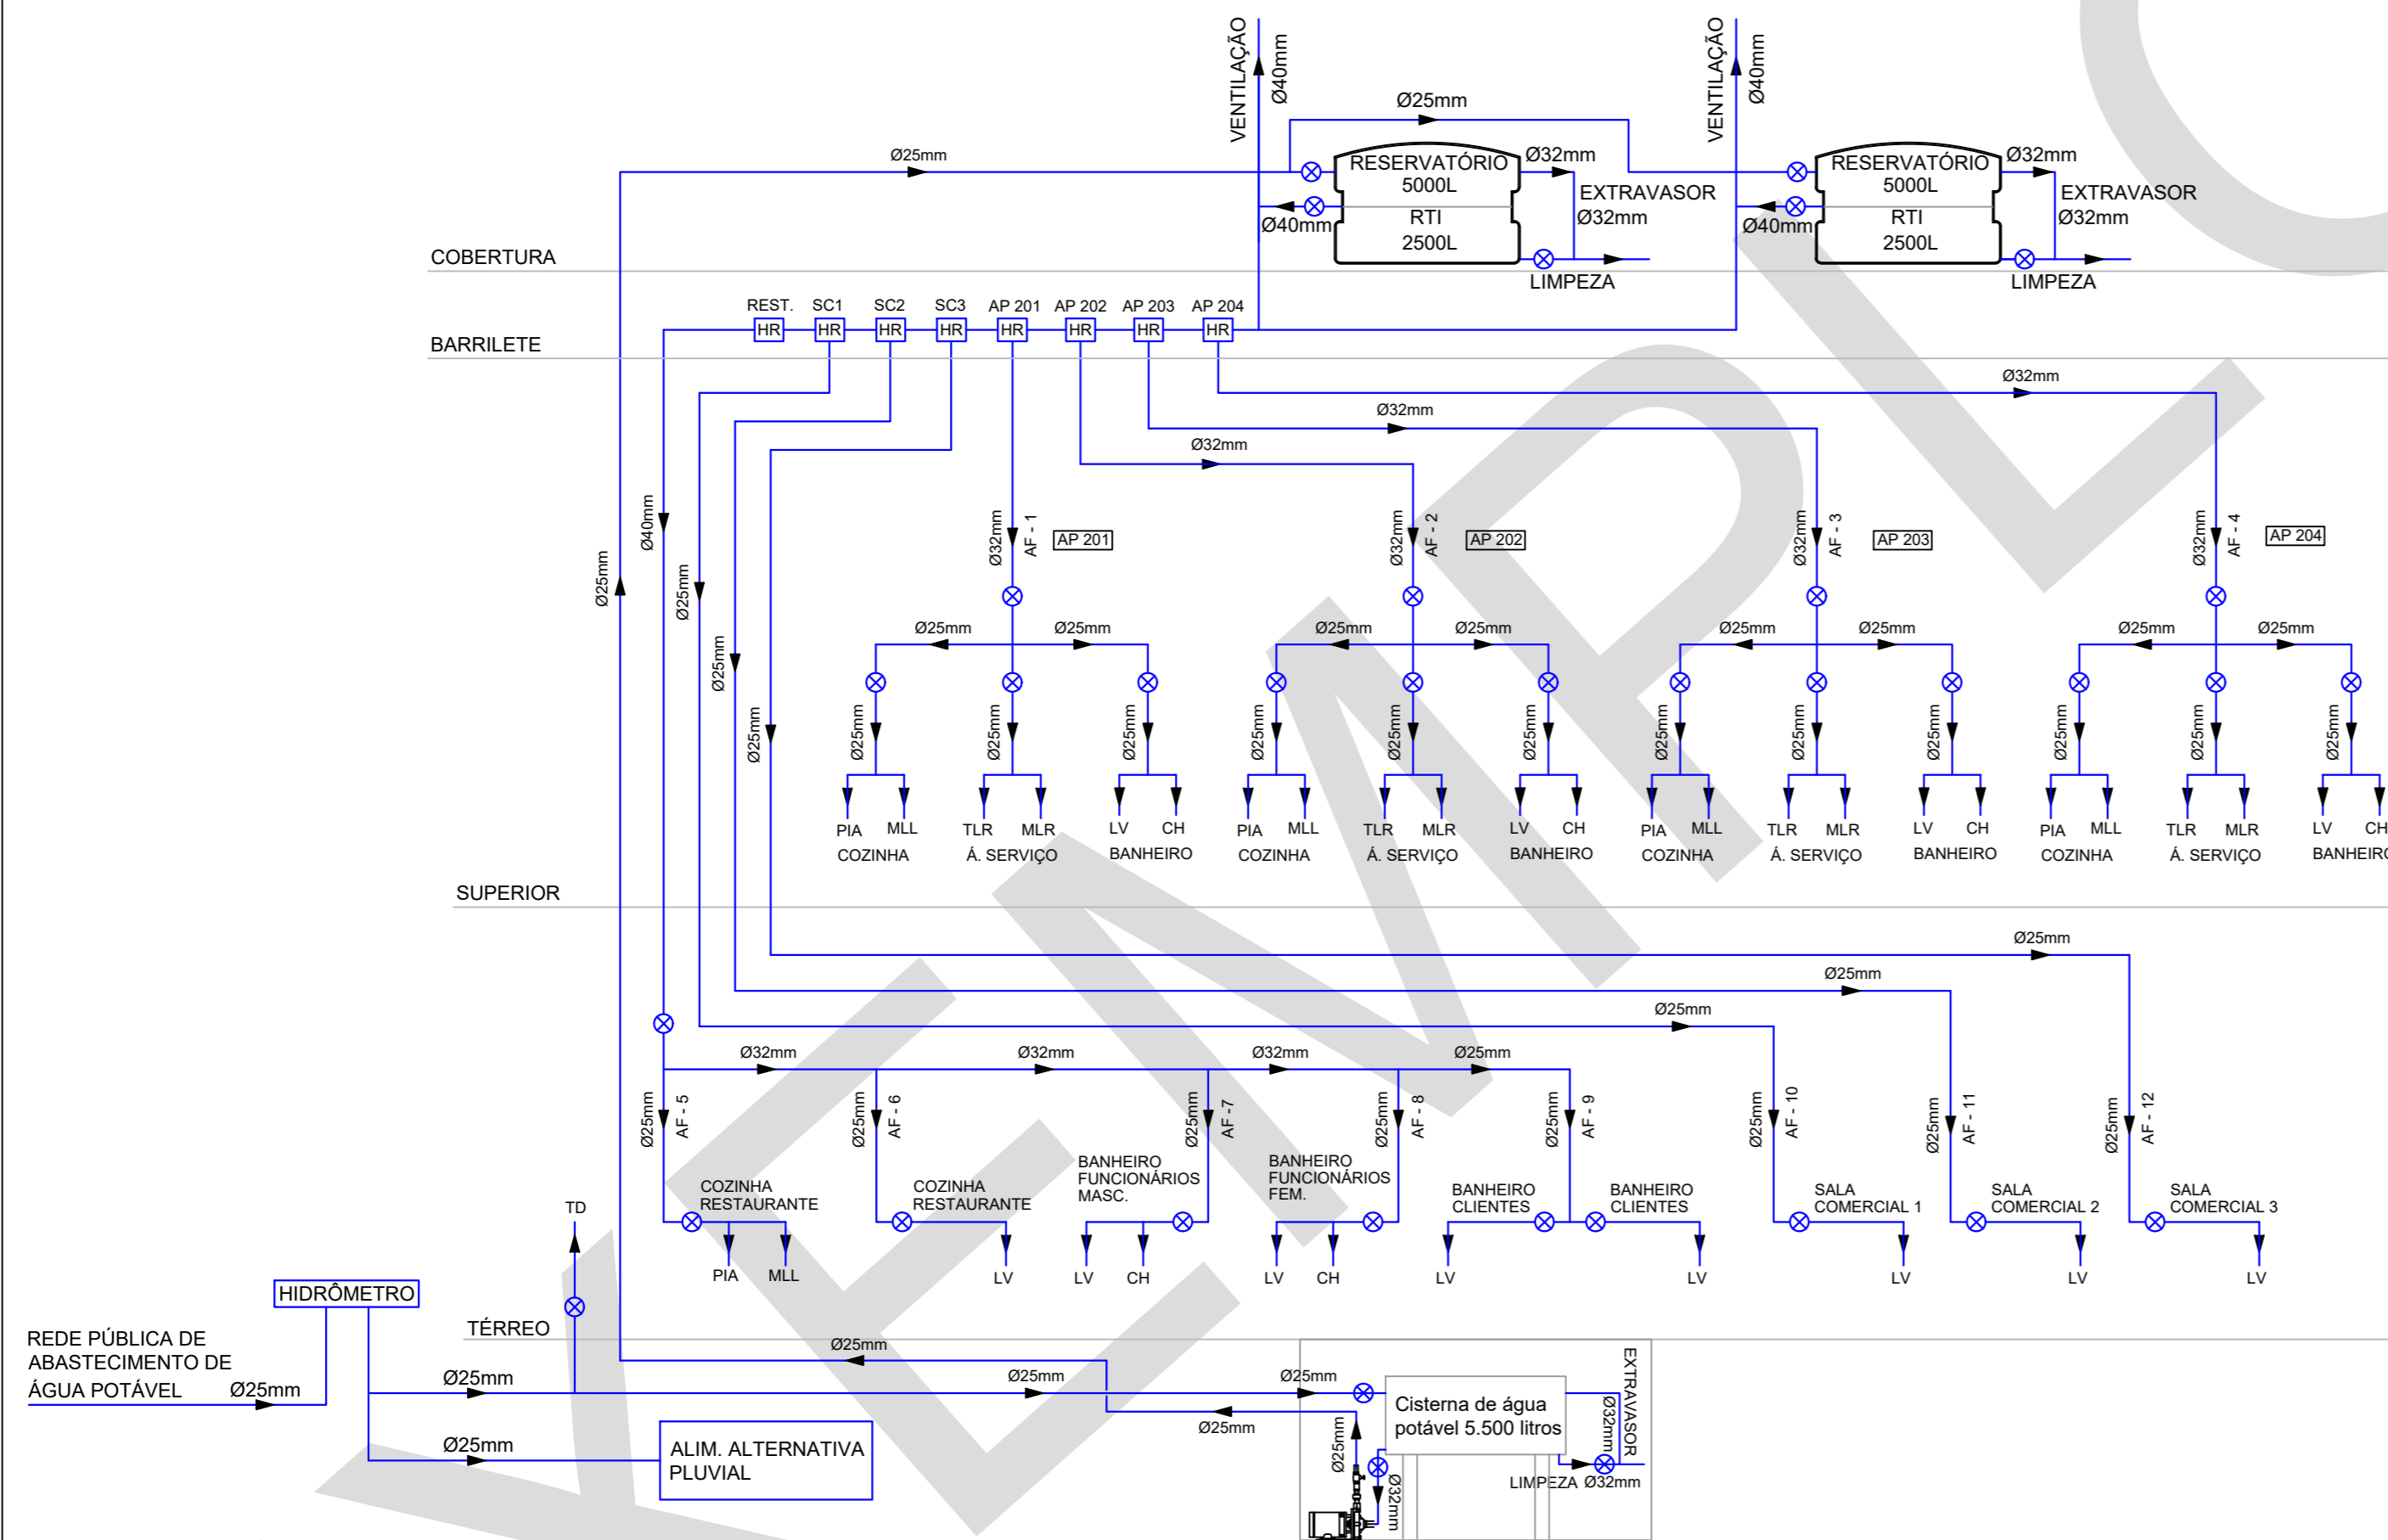 VENTILAÇÃO
Ø40mm
VENTILAÇÃO
Ø40mm
Ø25mm
Ø25mm
RESERVATÓRIO
5000L
RTI
2500L
Ø32mm
EXTRAVASOR
Ø32mm
Ø40mm
LIMPEZA
RESERVATÓRIO
5000L
RTI
2500L
Ø32mm
EXTRAVASOR
Ø32mm
Ø40mm
LIMPEZA
COBERTURA
REST. SC1 SC2 SC3 AP 201 AP 202 AP 203 AP 204
HR HR HR HR HR HR HR HR
BARRILETE
Ø32mm
Ø32mm
Ø32mm
Ø25mm
Ø40mm
Ø25mm
Ø25mm
Ø25mm
Ø32mm
AF - 1
AP 201
Ø32mm
AF - 2
AP 202
Ø32mm
AF - 3
AP 203
Ø32mm
AF - 4
AP 204
Ø25mm Ø25mm Ø25mm Ø25mm Ø25mm Ø25mm Ø25mm Ø25mm
Ø25mm Ø25mm Ø25mm Ø25mm Ø25mm Ø25mm Ø25mm Ø25mm Ø25mm Ø25mm Ø25mm Ø25mm
PIA MLL TLR MLR LV CH PIA MLL TLR MLR LV CH PIA MLL TLR MLR LV CH PIA MLL TLR MLR LV CH
COZINHA Á. SERVIÇO BANHEIRO COZINHA Á. SERVIÇO BANHEIRO COZINHA Á. SERVIÇO BANHEIRO COZINHA Á. SERVIÇO BANHEIRO
SUPERIOR
Ø25mm
Ø25mm
Ø25mm
Ø32mm Ø32mm Ø32mm Ø25mm
Ø25mm
AF - 5
Ø25mm
AF - 6
Ø25mm
AF -7
Ø25mm
AF - 8
Ø25mm
AF - 9
Ø25mm
AF - 10
Ø25mm
AF - 11
Ø25mm
AF - 12
COZINHA
RESTAURANTE
PIA MLL
COZINHA
RESTAURANTE
LV
BANHEIRO
FUNCIONÁRIOS
MASC.
LV CH
BANHEIRO
FUNCIONÁRIOS
FEM.
LV CH
BANHEIRO
CLIENTES
LV
BANHEIRO
CLIENTES
LV
SALA
COMERCIAL 1
LV
SALA
COMERCIAL 2
LV
SALA
COMERCIAL 3
LV
TD
HIDRÔMETRO
TÉRREO
REDE PÚBLICA DE
ABASTECIMENTO DE
ÁGUA POTÁVEL Ø25mm
Ø25mm
Ø25mm
Ø25mm
Ø25mm
Ø25mm
Ø25mm
ALIM. ALTERNATIVA
PLUVIAL
Cisterna de água
potável 5.500 litros
Ø25mm
Ø32mm
EXTRAVASOR
Ø32mm
LIMPEZA Ø32mm
EXEMPLO